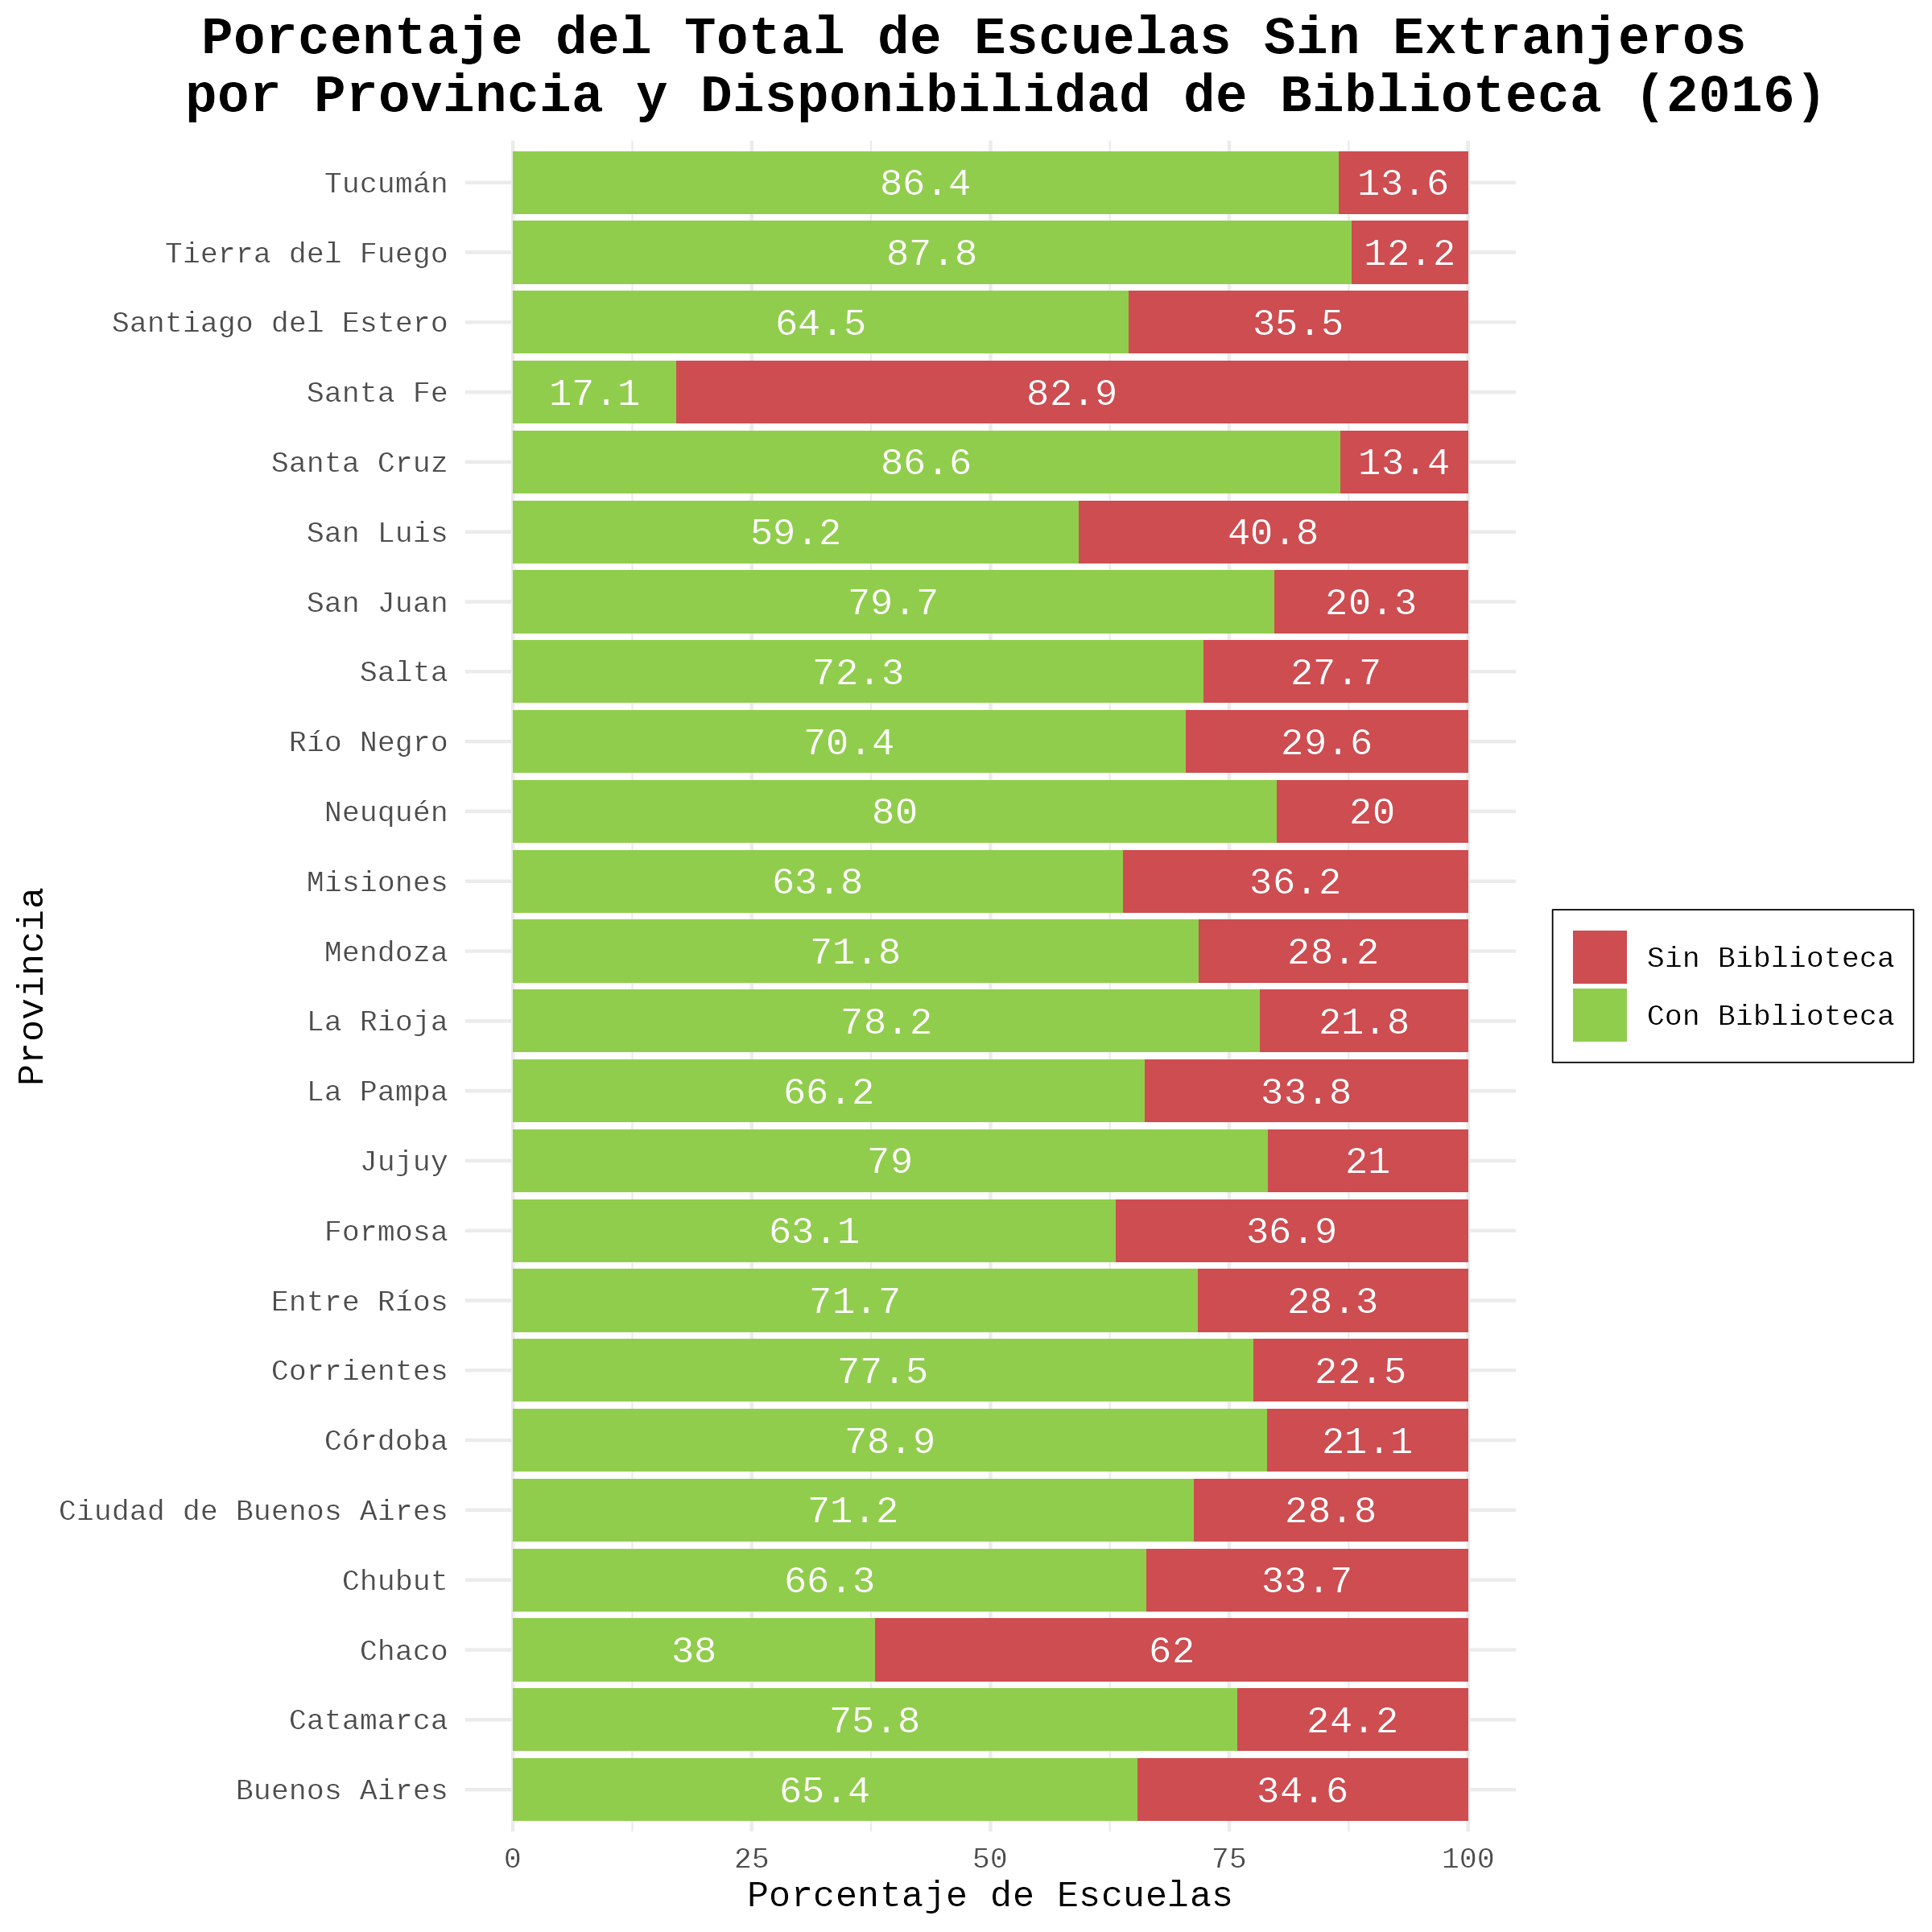 Porcentaje del Total de Escuelas Sin Extranjeros
por Provincia y Disponibilidad de Biblioteca (2016)
Provincia
Tucumán 86.4 13.6
Tierra del Fuego 87.8 12.2
Santiago del Estero 64.5 35.5
Santa Fe 17.1 82.9
Santa Cruz 86.6 13.4
San Luis 59.2 40.8
San Juan 79.7 20.3
Salta 72.3 27.7
Río Negro 70.4 29.6
Neuquén 80 20
Misiones 63.8 36.2
Mendoza 71.8 28.2
La Rioja 78.2 21.8
La Pampa 66.2 33.8
Jujuy 79 21
Formosa 63.1 36.9
Entre Ríos 71.7 28.3
Corrientes 77.5 22.5
Córdoba 78.9 21.1
Ciudad de Buenos Aires 71.2 28.8
Chubut 66.3 33.7
Chaco 38 62
Catamarca 75.8 24.2
Buenos Aires 65.4 34.6
0 25 50 75 100
Porcentaje de Escuelas
Sin Biblioteca
Con Biblioteca